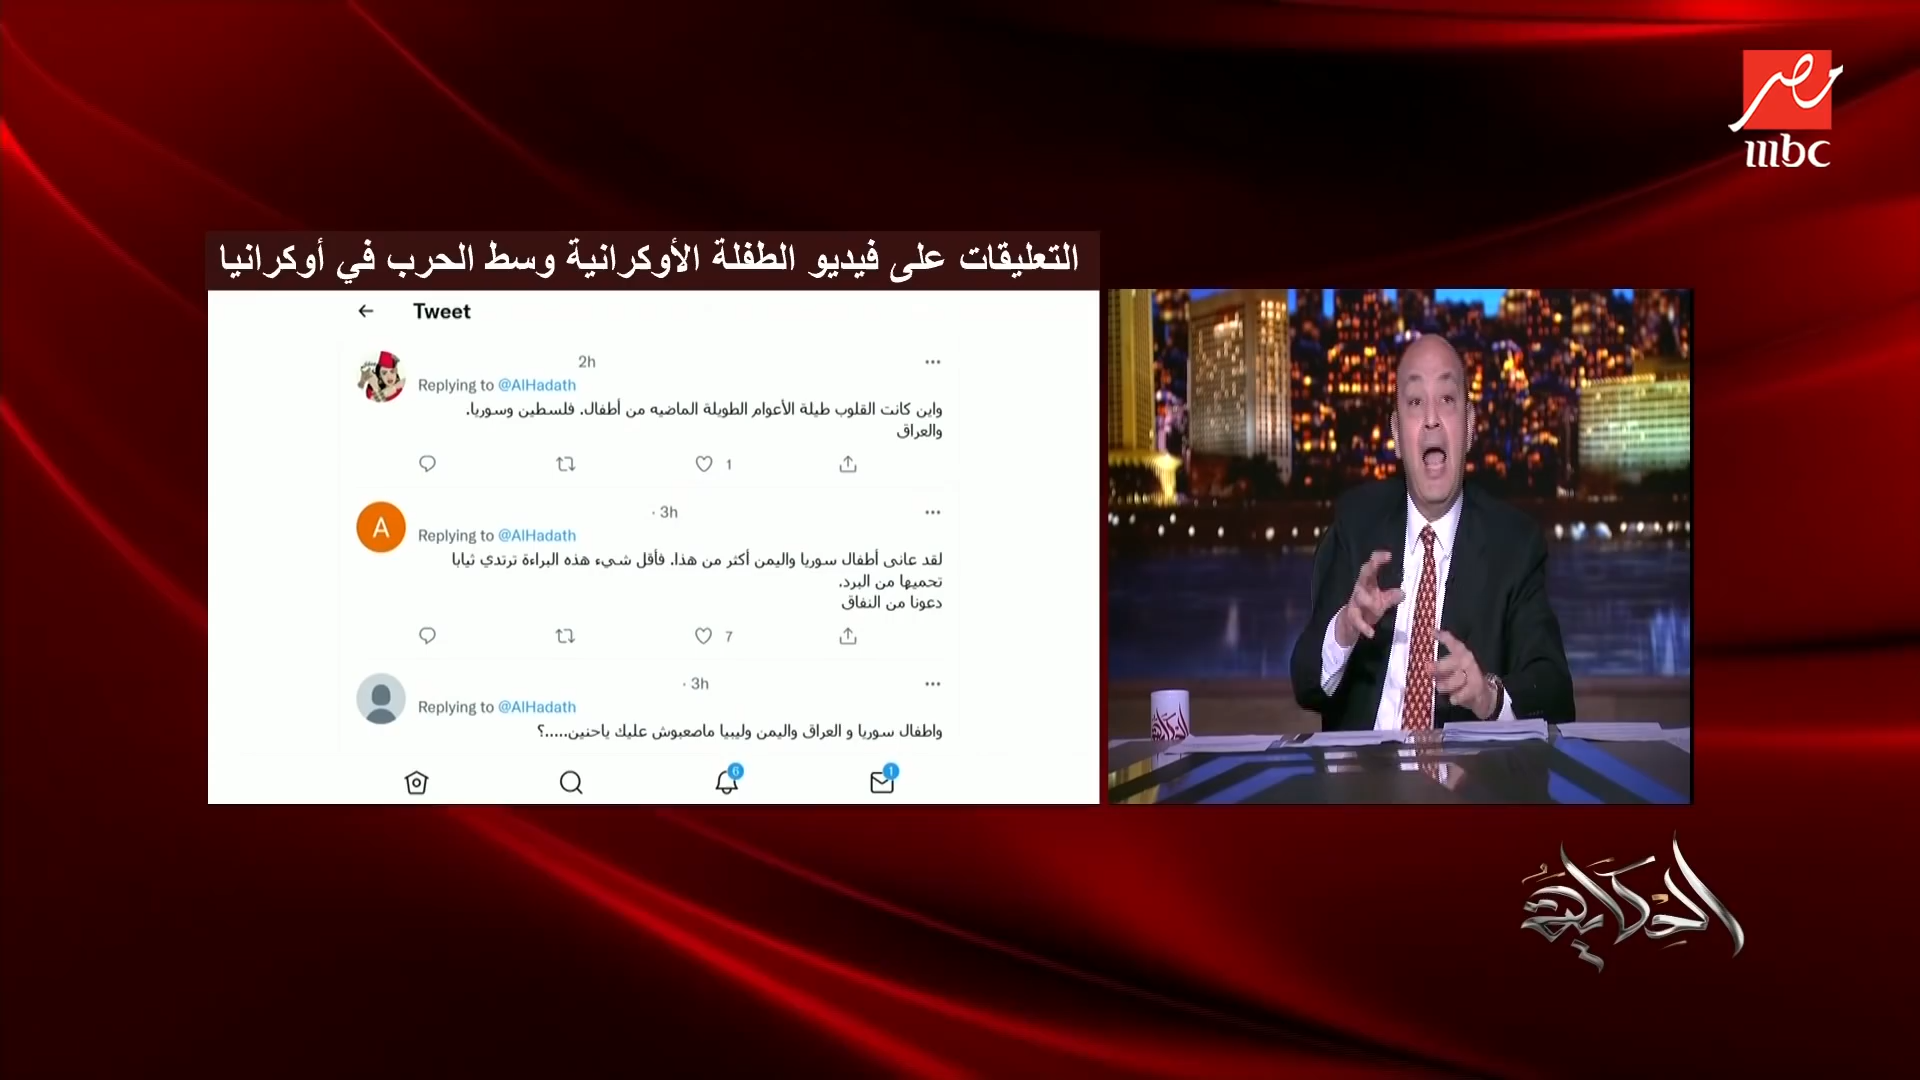 مصر
mbc
التعليقات على فيديو الطفلة الأوكرانية وسط الحرب في أوكرانيا
Tweet
2h
Replying to @AlHadath
واين كانت القلوب طيلة الأعوام الطويلة الماضيه من أطفال. فلسطين وسوريا.
والعراق
1
A
· 3h
Replying to @AlHadath
لقد عانى أطفال سوريا واليمن أكثر من هذا. فأقل شيء هذه البراءة ترتدي ثيابا
تحميها من البرد.
دعونا من النفاق
7
· 3h
Replying to @AlHadath
واطفال سوريا و العراق واليمن وليبيا ماصعبوش عليك ياحنين.....؟
6
1
الحكاية
الحكاية